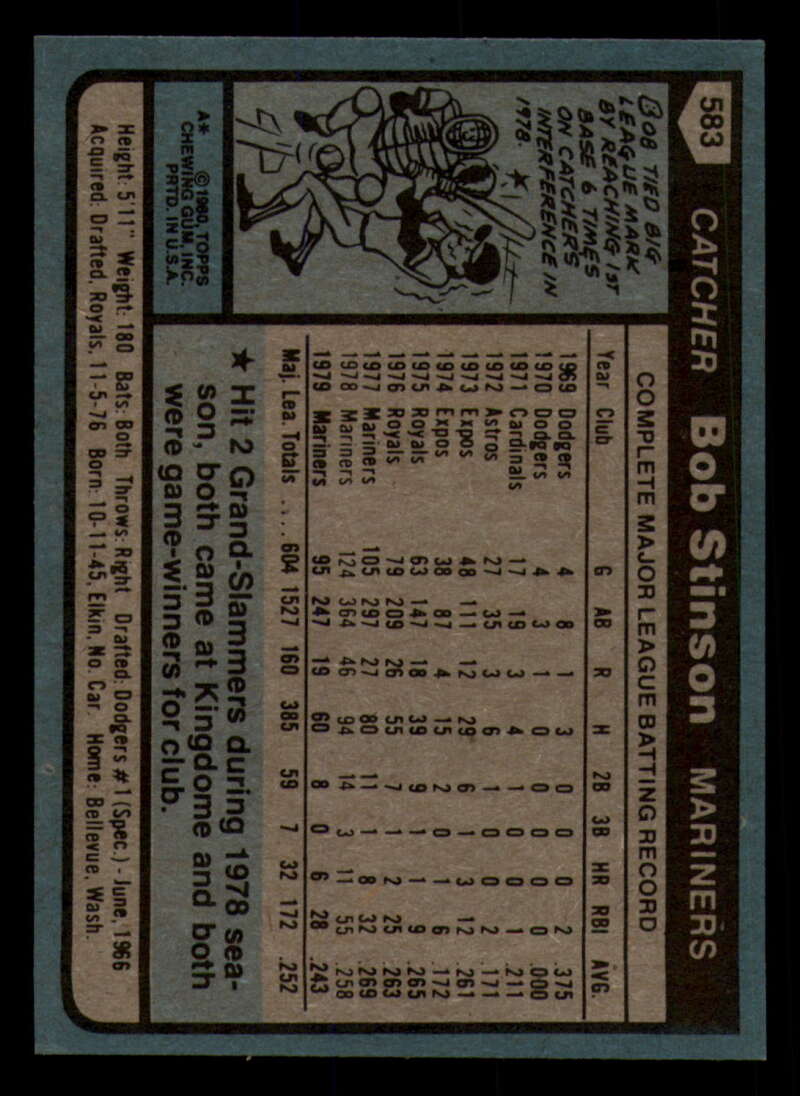 583
CATCHER Bob Stinson MARINERS
BOB TIED BIG
LEAGUE MARK
BY REACHING 1ST
BASE 6 TIMES
ON CATCHER'S
INTERFERENCE IN
1978. ★
A* © 1980 TOPPS
CHEWING GUM, INC.
PRTD. IN U.S.A.
COMPLETE MAJOR LEAGUE BATTING RECORD
Year Club G AB R H 2B 3B HR RBI AVG.
1969 Dodgers 4 8 1 3 0 0 0 2 .375
1970 Dodgers 4 3 1 0 0 0 0 0 .000
1971 Cardinals 17 19 3 4 1 0 0 1 .211
1972 Astros 27 35 3 6 1 0 0 2 .171
1973 Expos 48 111 12 29 6 1 3 12 .261
1974 Expos 38 87 4 15 2 0 1 6 .172
1975 Royals 63 147 18 39 9 1 1 9 .265
1976 Royals 79 209 26 55 7 1 2 25 .263
1977 Mariners 105 297 27 80 11 1 8 32 .269
1978 Mariners 124 364 46 94 14 3 11 55 .258
1979 Mariners 95 247 19 60 8 0 6 28 .243
Maj. Lea. Totals .... 604 1527 160 385 59 7 32 172 .252
★ Hit 2 Grand-Slammers during 1978 sea-
son, both came at Kingdome and both
were game-winners for club.
Height: 5'11" Weight: 180 Bats: Both Throws: Right Drafted: Dodgers #1 (Spec.) - June, 1966
Acquired: Drafted, Royals, 11-5-76 Born: 10-11-45, Elkin, No. Car. Home: Bellevue, Wash.